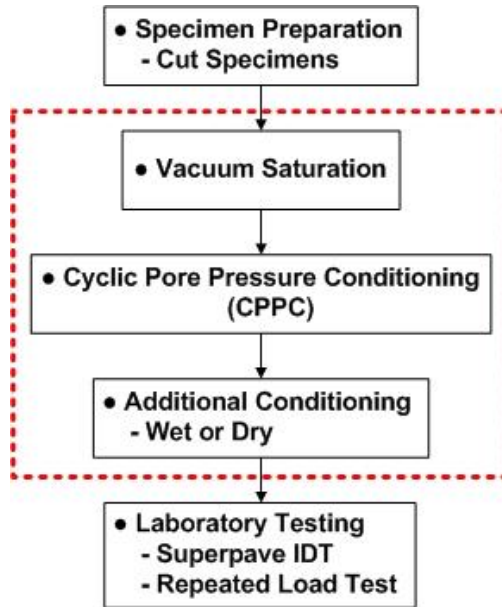 ● Specimen Preparation
- Cut Specimens
● Vacuum Saturation
● Cyclic Pore Pressure Conditioning
(CPPC)
● Additional Conditioning
- Wet or Dry
● Laboratory Testing
- Superpave IDT
- Repeated Load Test